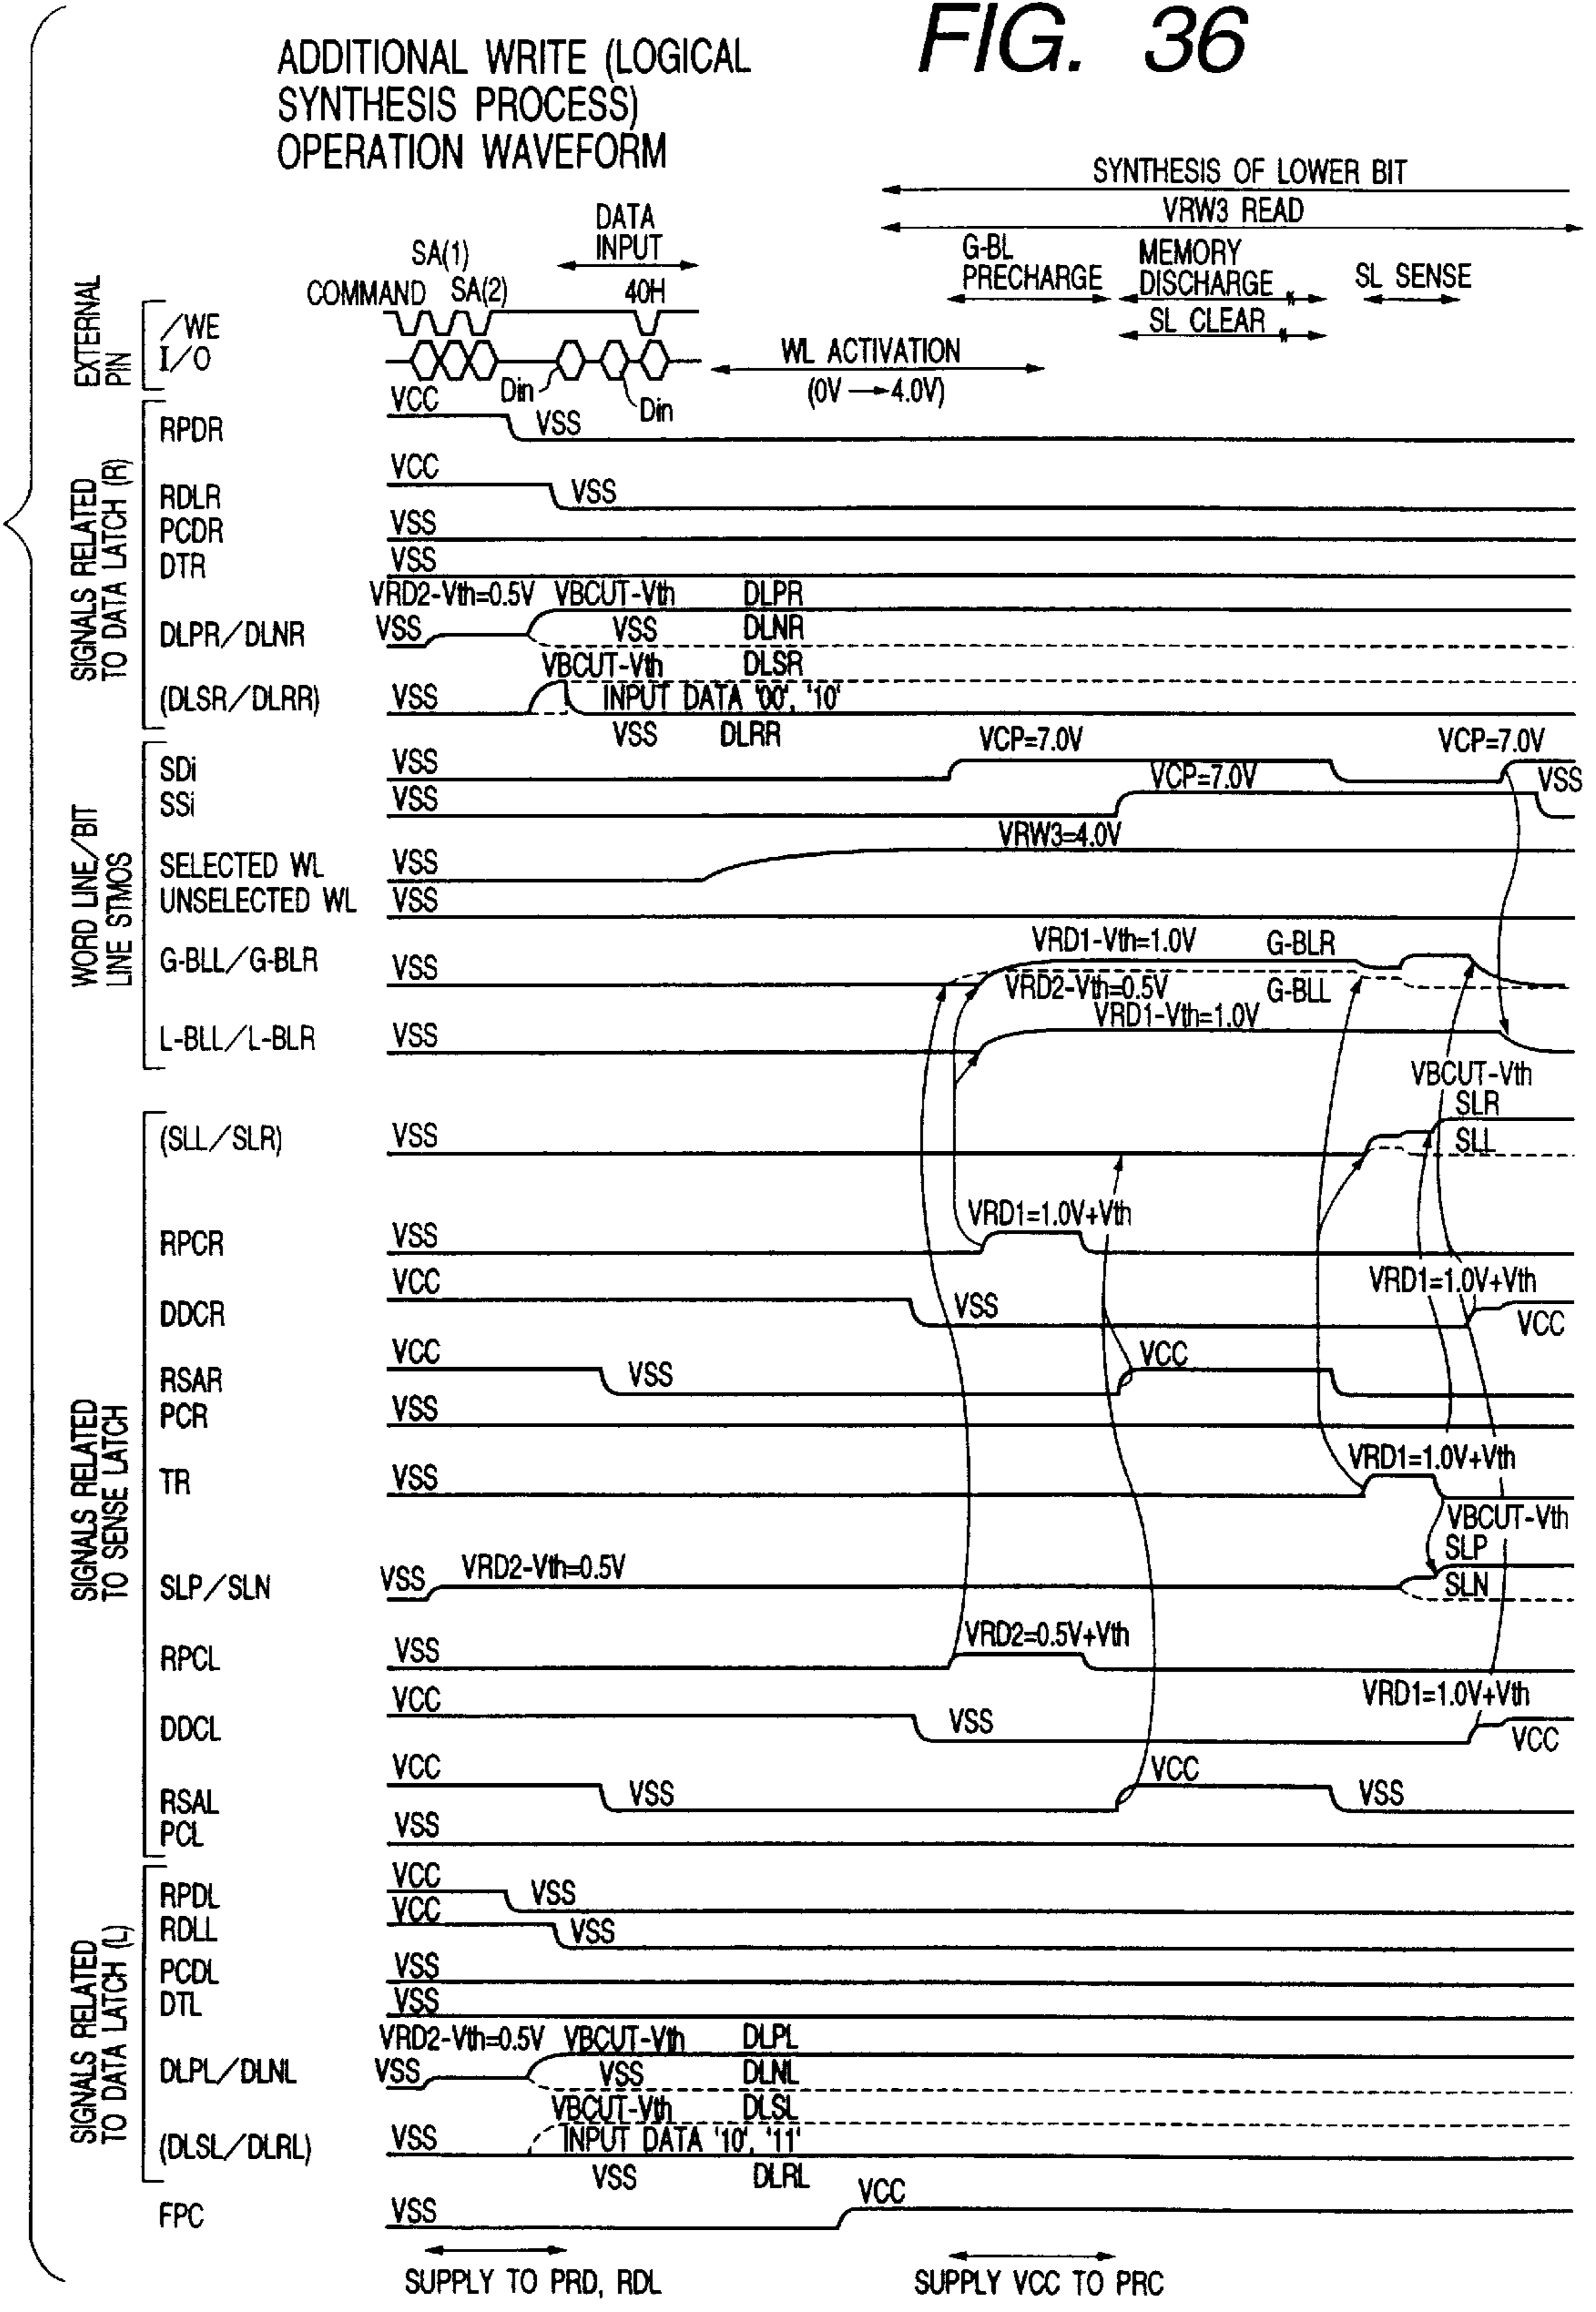 FIG. 36
ADDITIONAL WRITE (LOGICAL
SYNTHESIS PROCESS)
OPERATION WAVEFORM
SYNTHESIS OF LOWER BIT
VRW3 READ
DATA
INPUT
G-BL
PRECHARGE
MEMORY
DISCHARGE
SL SENSE
SL CLEAR
SA(1)
COMMAND SA(2) 40H
EXTERNAL
PIN
/WE
I/O
Din
Din
WL ACTIVATION
(0V → 4.0V)
SIGNALS RELATED
TO DATA LATCH (R)
RPDR VCC VSS
RDLR VCC VSS
PCDR VSS
DTR VSS
VRD2-Vth=0.5V VBCUT-Vth DLPR
DLPR/DLNR VSS VSS DLNR
VBCUT-Vth DLSR
(DLSR/DLRR) VSS INPUT DATA '00', '10'
VSS DLRR
WORD LINE/BIT
LINE STMOS
SDi VSS VCP=7.0V VCP=7.0V
SSi VSS VCP=7.0V VSS
SELECTED WL VSS VRW3=4.0V
UNSELECTED WL VSS
G-BLL/G-BLR VSS VRD1-Vth=1.0V G-BLR
VRD2-Vth=0.5V G-BLL
L-BLL/L-BLR VSS VRD1-Vth=1.0V
SIGNALS RELATED
TO SENSE LATCH
VBCUT-Vth
SLR
(SLL/SLR) VSS SLL
RPCR VSS VRD1=1.0V+Vth
DDCR VCC VSS VRD1=1.0V+Vth VCC
RSAR VCC VSS VCC
PCR VSS
TR VSS VRD1=1.0V+Vth
VBCUT-Vth
SLP
SLP/SLN VSS VRD2-Vth=0.5V SLN
RPCL VSS VRD2=0.5V+Vth
DDCL VCC VSS VRD1=1.0V+Vth VCC
RSAL VCC VSS VCC VSS
PCL VSS
SIGNALS RELATED
TO DATA LATCH (L)
RPDL VCC VSS
RDLL VCC VSS
PCDL VSS
DTL VSS
VRD2-Vth=0.5V VBCUT-Vth DLPL
DLPL/DLNL VSS VSS DLNL
VBCUT-Vth DLSL
(DLSL/DLRL) VSS INPUT DATA '10', '11'
VSS DLRL
FPC VSS VCC
SUPPLY TO PRD, RDL
SUPPLY VCC TO PRC